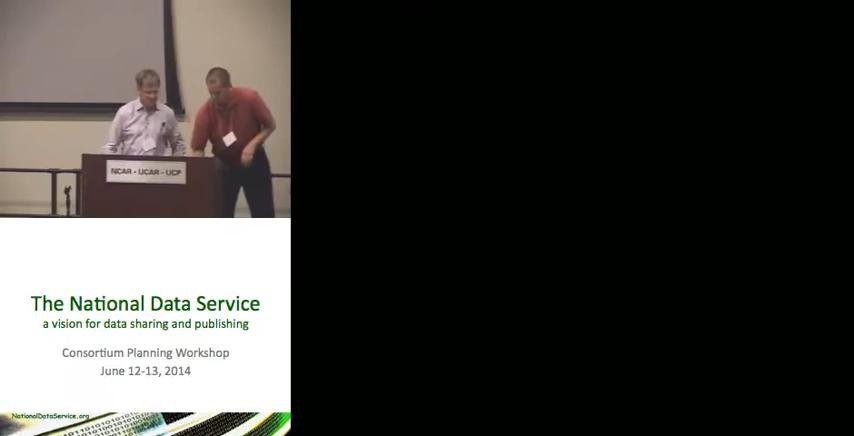 NCAR - UCAR - UCP
The National Data Service
a vision for data sharing and publishing
Consortium Planning Workshop
June 12-13, 2014
NationalDataService.org